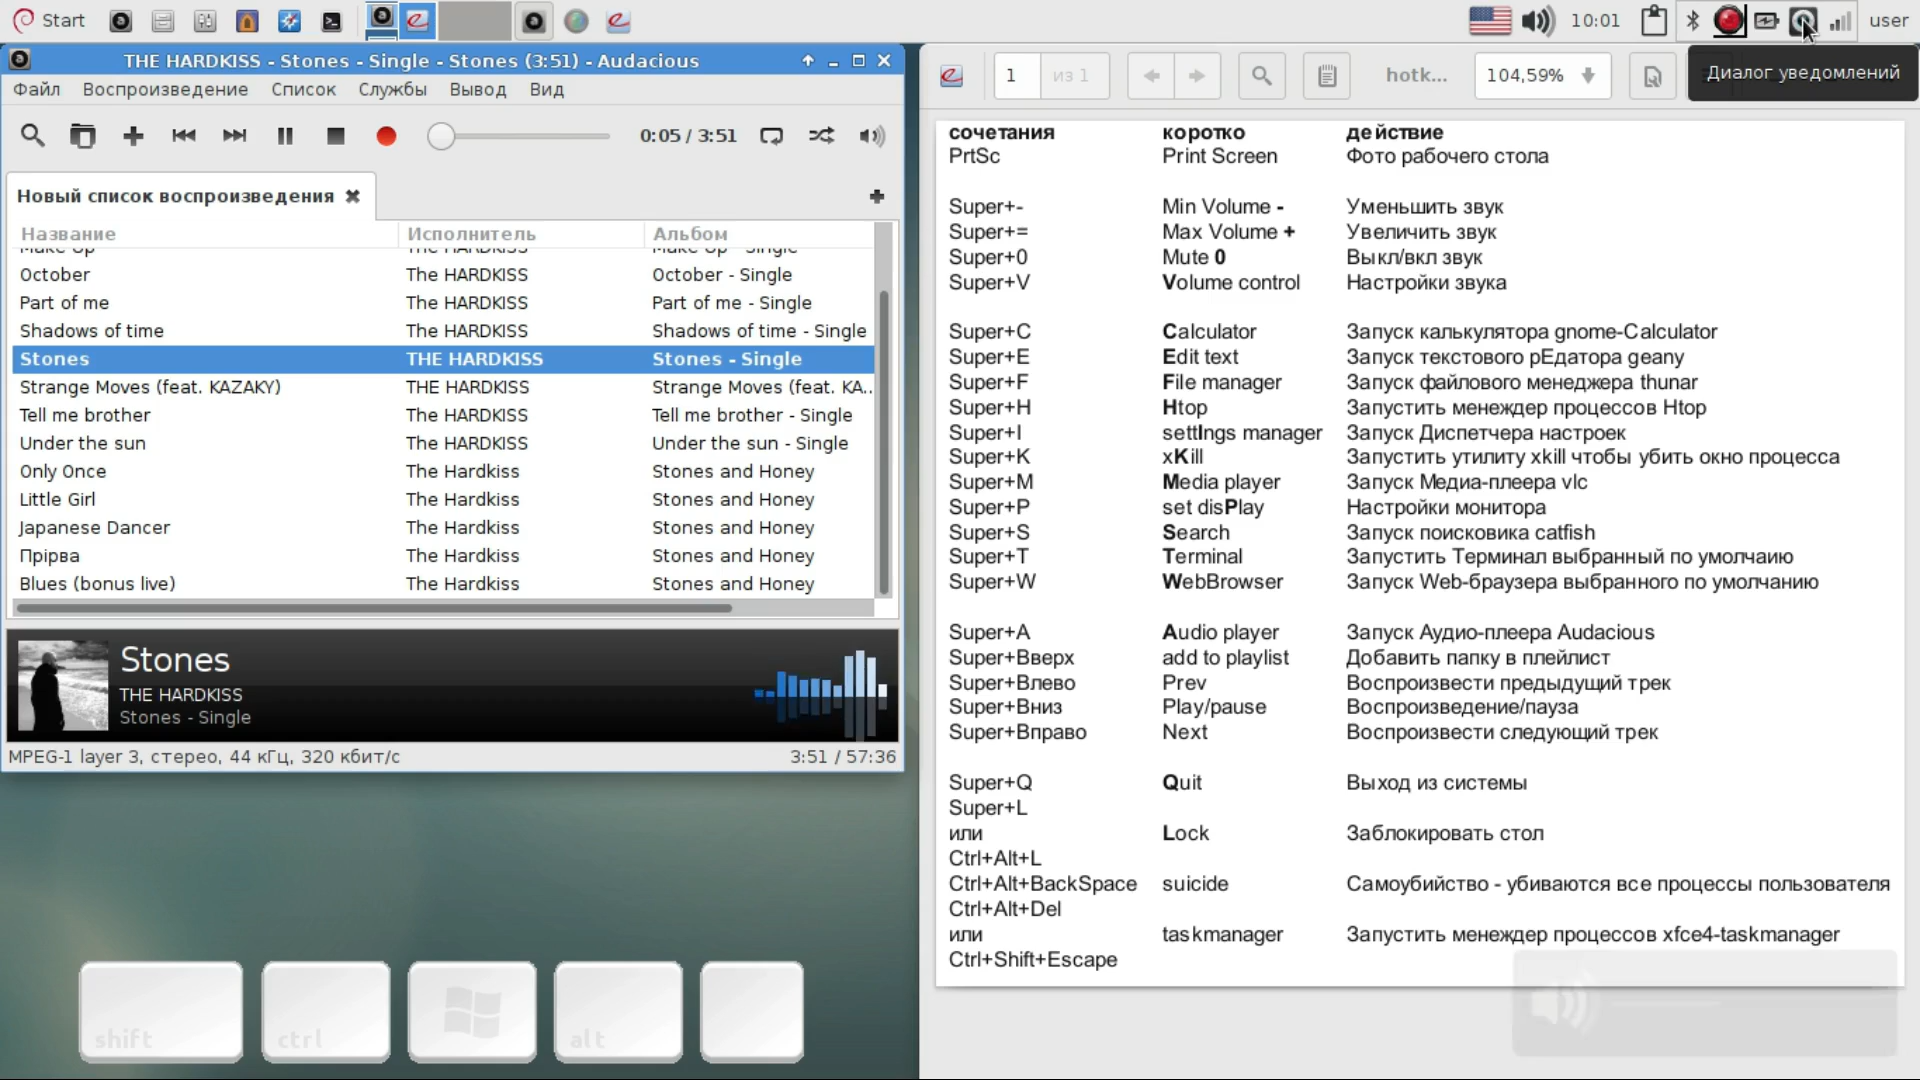 Start
10:01
user
THE HARDKISS - Stones - Single - Stones (3:51) - Audacious
Файл Воспроизведение Список Службы Вывод Вид
0:05 / 3:51
Новый список воспроизведения
Название Исполнитель Альбом
Make Up The HARDKISS Make Up - Single
October The HARDKISS October - Single
Part of me The HARDKISS Part of me - Single
Shadows of time The HARDKISS Shadows of time - Single
Stones THE HARDKISS Stones - Single
Strange Moves (feat. KAZAKY) THE HARDKISS Strange Moves (feat. KA...
Tell me brother The HARDKISS Tell me brother - Single
Under the sun The HARDKISS Under the sun - Single
Only Once The Hardkiss Stones and Honey
Little Girl The Hardkiss Stones and Honey
Japanese Dancer The Hardkiss Stones and Honey
Прірва The Hardkiss Stones and Honey
Blues (bonus live) The Hardkiss Stones and Honey
Stones
THE HARDKISS
Stones - Single
MPEG-1 layer 3, стерео, 44 кГц, 320 кбит/с 3:51 / 57:36
shift ctrl alt
1 из 1 hotk... 104,59%
Диалог уведомлений
сочетания коротко действие
PrtSc Print Screen Фото рабочего стола
Super+- Min Volume - Уменьшить звук
Super+= Max Volume + Увеличить звук
Super+0 Mute 0 Выкл/вкл звук
Super+V Volume control Настройки звука
Super+C Calculator Запуск калькулятора gnome-Calculator
Super+E Edit text Запуск текстового рЕдатора geany
Super+F File manager Запуск файлового менеджера thunar
Super+H Htop Запустить менеждер процессов Htop
Super+I settIngs manager Запуск Диспетчера настроек
Super+K xKill Запустить утилиту xkill чтобы убить окно процесса
Super+M Media player Запуск Медиа-плеера vlc
Super+P set disPlay Настройки монитора
Super+S Search Запуск поисковика catfish
Super+T Terminal Запустить Терминал выбранный по умолчаию
Super+W WebBrowser Запуск Web-браузера выбранного по умолчанию
Super+A Audio player Запуск Аудио-плеера Audacious
Super+Вверх add to playlist Добавить папку в плейлист
Super+Влево Prev Воспроизвести предыдущий трек
Super+Вниз Play/pause Воспроизведение/пауза
Super+Вправо Next Воспроизвести следующий трек
Super+Q Quit Выход из системы
Super+L
или Lock Заблокировать стол
Ctrl+Alt+L
Ctrl+Alt+BackSpace suicide Самоубийство - убиваются все процессы пользователя
Ctrl+Alt+Del
или taskmanager Запустить менеждер процессов xfce4-taskmanager
Ctrl+Shift+Escape